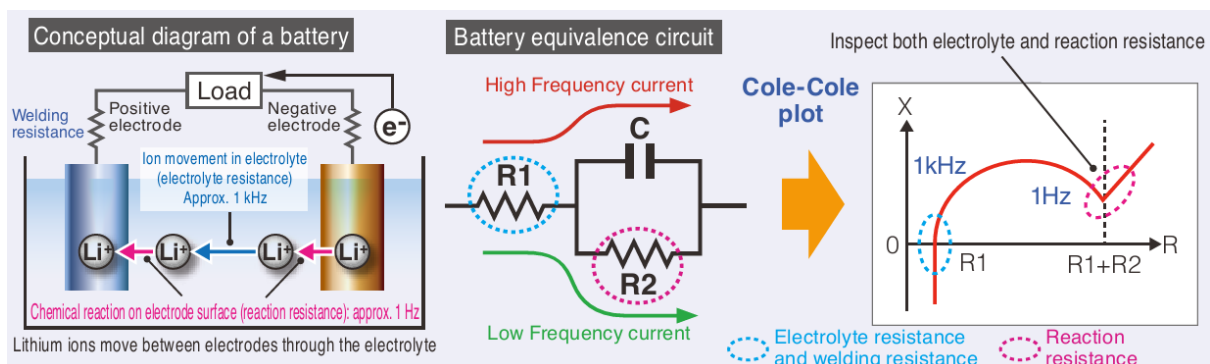 Conceptual diagram of a battery
Load
Positive
electrode
Negative
electrode
Welding
resistance
e-
Ion movement in electrolyte
(electrolyte resistance)
Approx. 1 kHz
Li+
Li+
Li+
Li+
Chemical reaction on electrode surface (reaction resistance): approx. 1 Hz
Lithium ions move between electrodes through the electrolyte
Battery equivalence circuit
High Frequency current
C
R1
R2
Low Frequency current
Cole-Cole
plot
Inspect both electrolyte and reaction resistance
X
1kHz
1Hz
0
R1
R1+R2
R
Electrolyte resistance
and welding resistance
Reaction
resistance